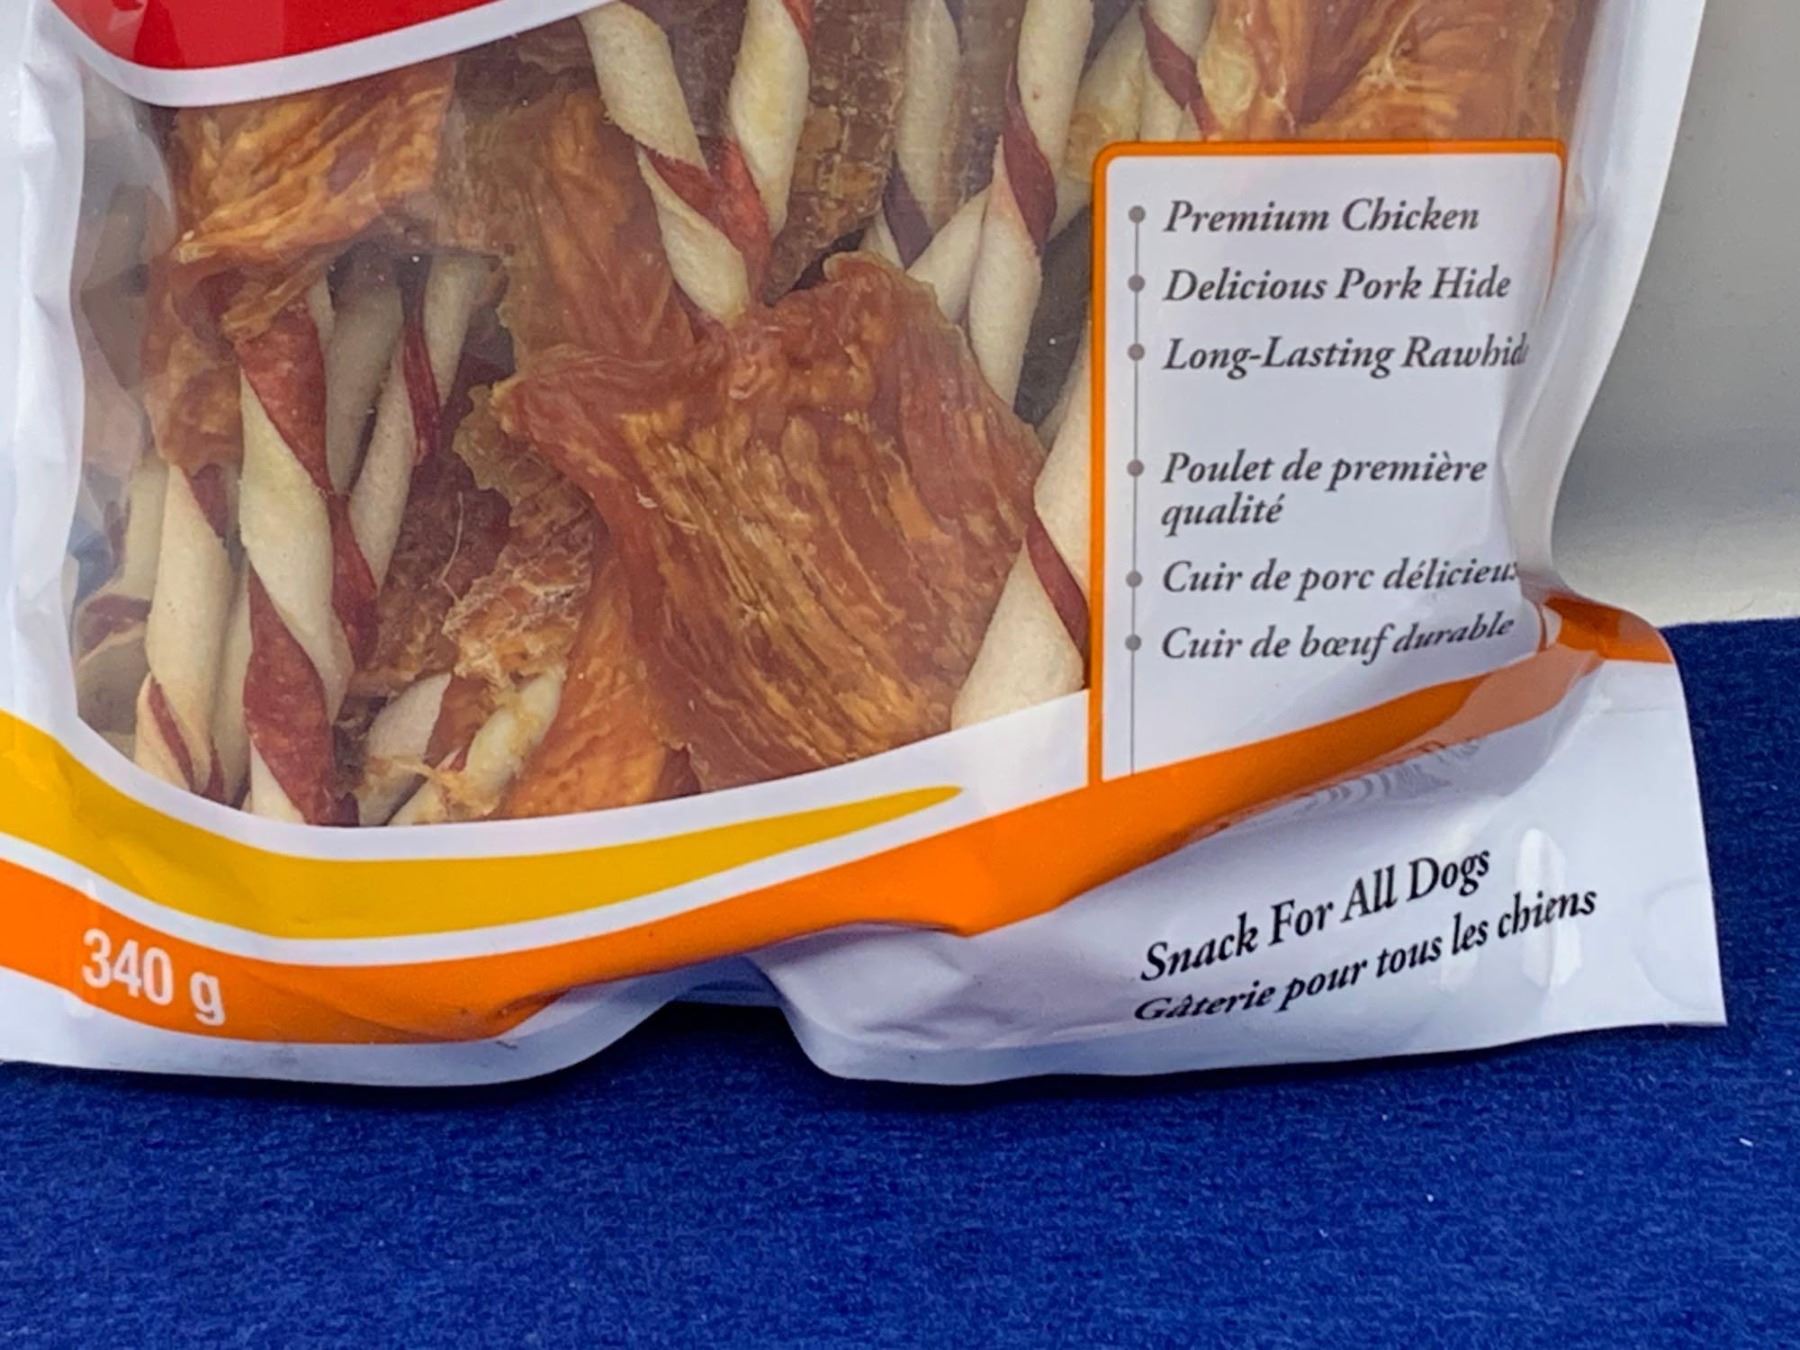 Premium Chicken
Delicious Pork Hide
Long-Lasting Rawhide
Poulet de première
qualité
Cuir de porc délicieux
Cuir de bœuf durable
340 g
Snack For All Dogs
Gâterie pour tous les chiens